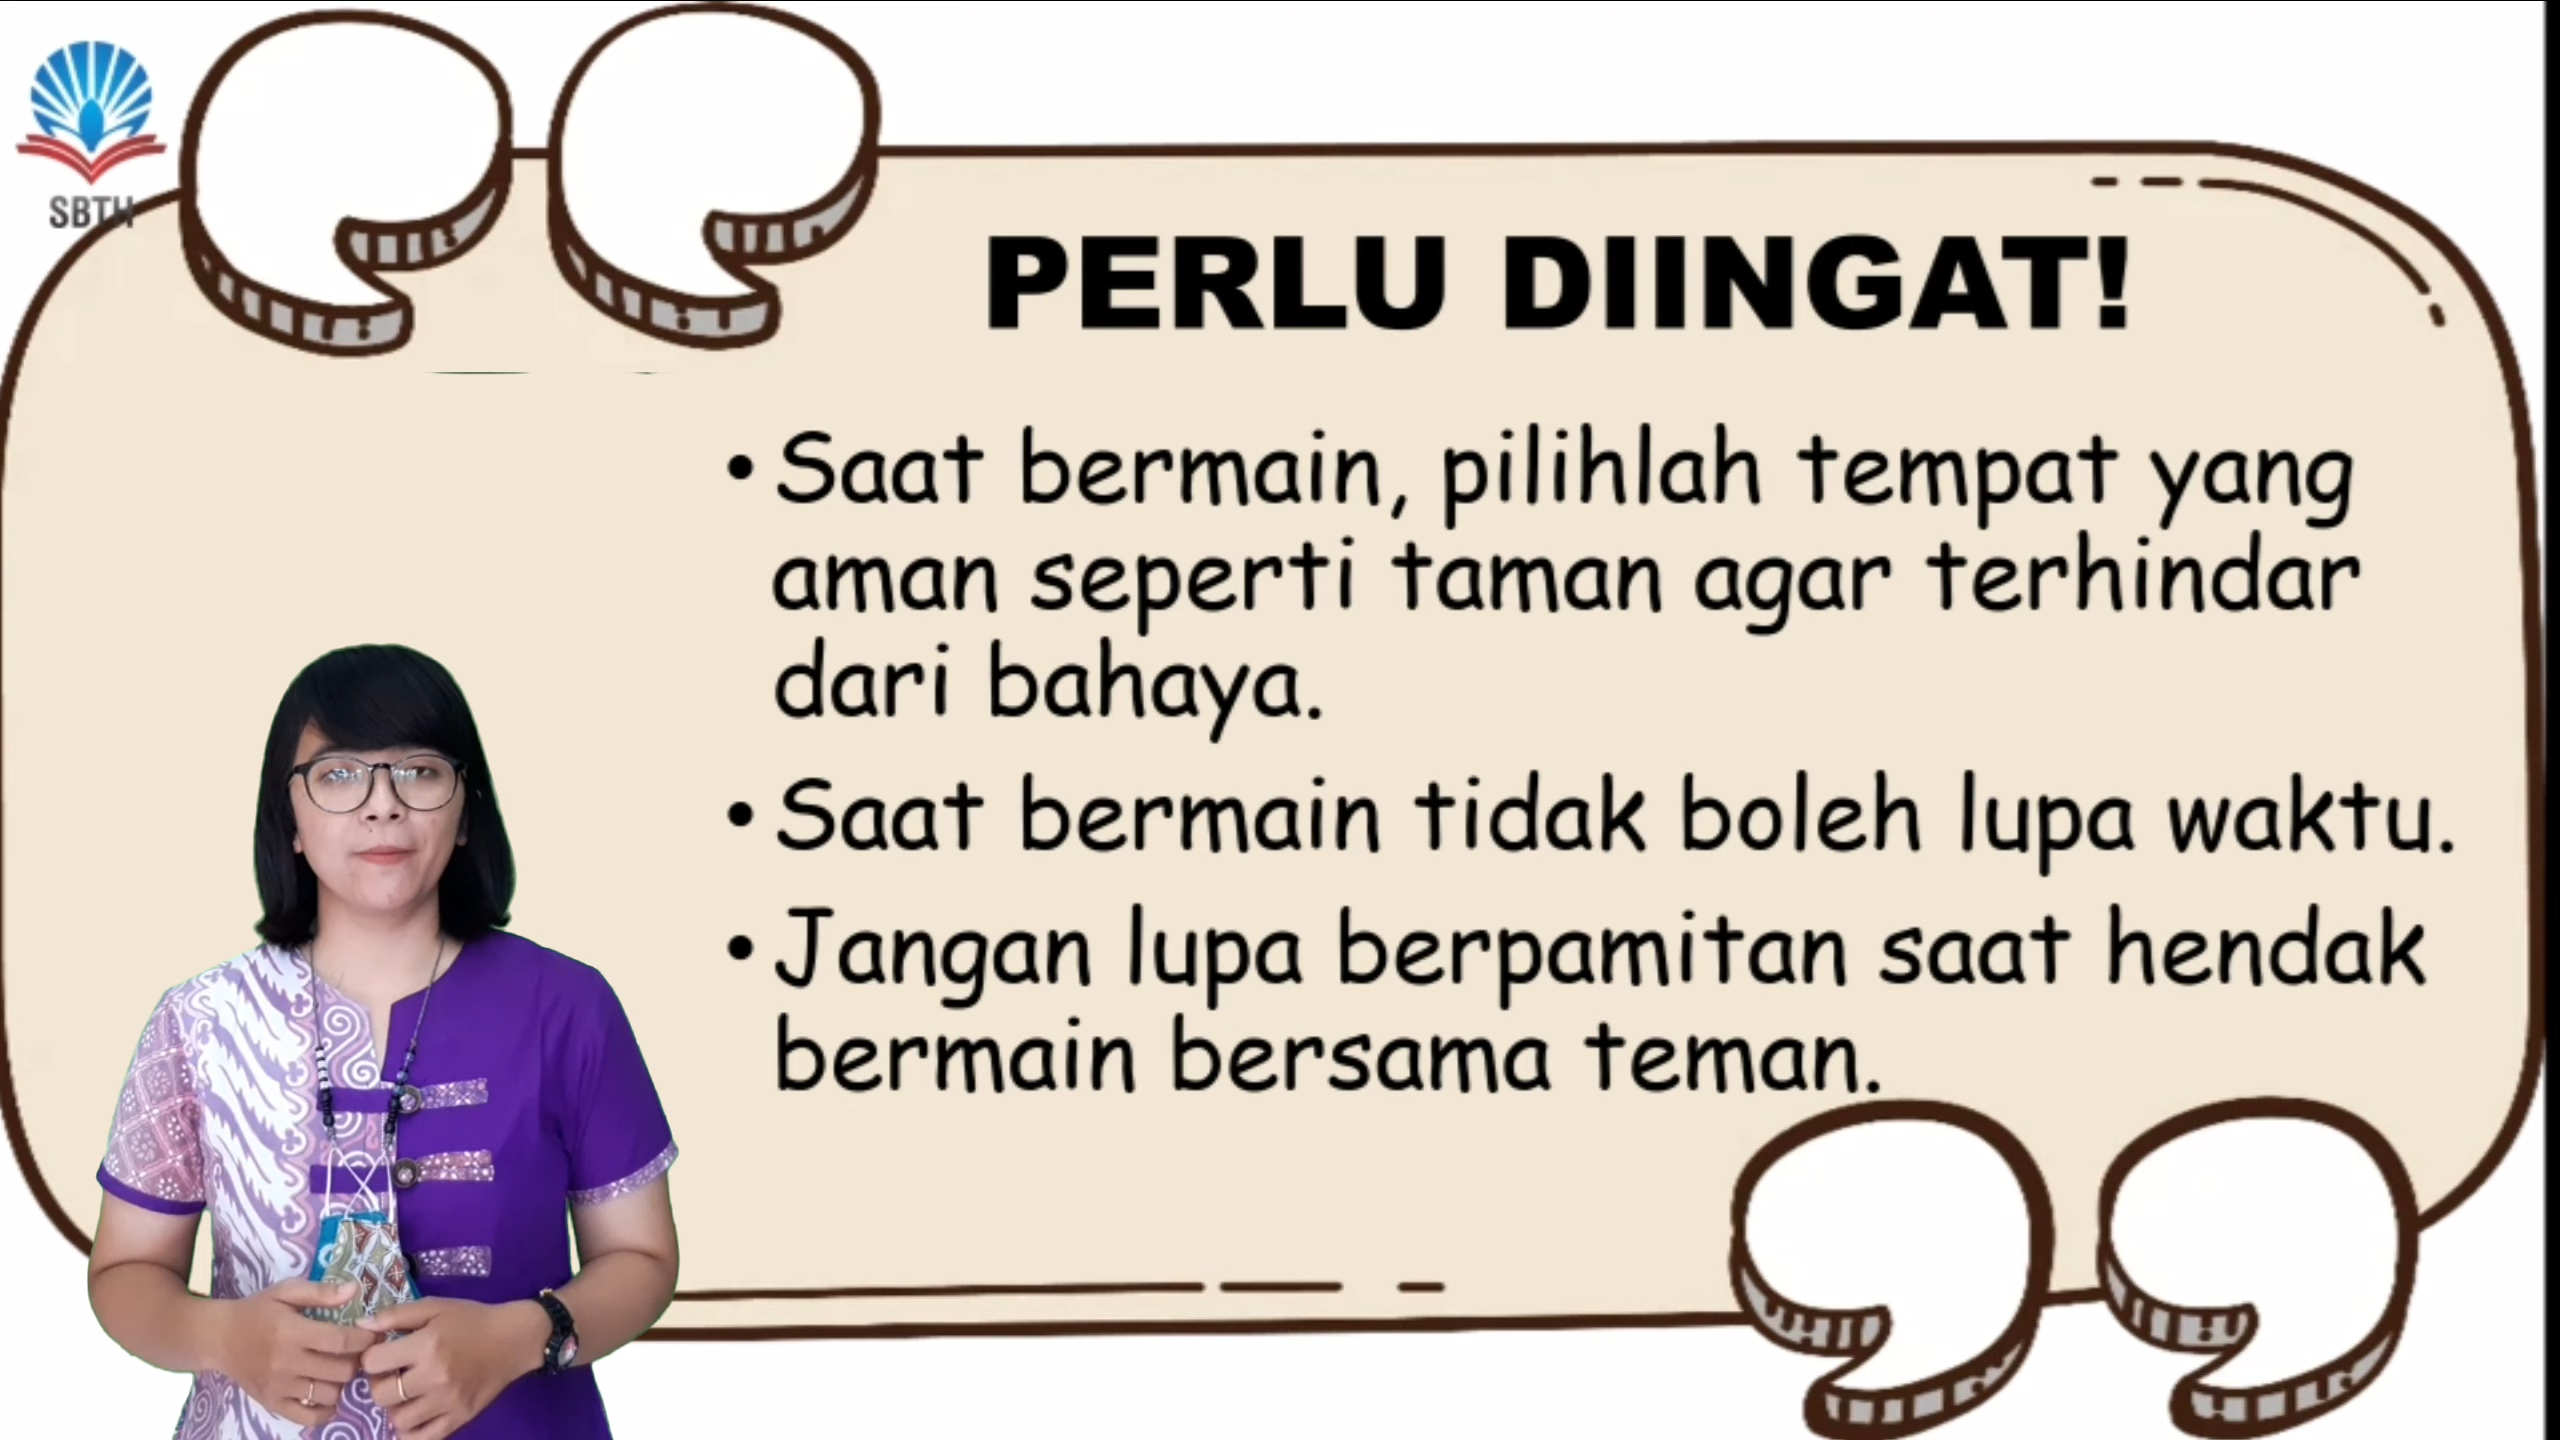 SBTH
PERLU DIINGAT!
• Saat bermain, pilihlah tempat yang
aman seperti taman agar terhindar
dari bahaya.
• Saat bermain tidak boleh lupa waktu.
• Jangan lupa berpamitan saat hendak
bermain bersama teman.